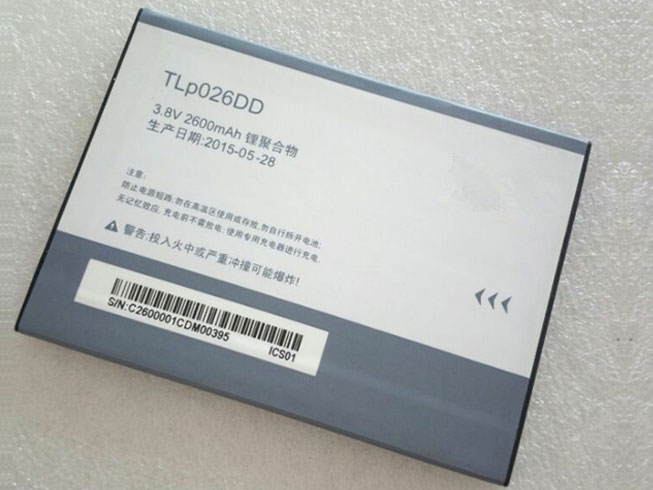 TLp026DD
3.8V 2600mAh 锂聚合物
生产日期:2015-05-28
注意:
防止电源短路,勿在高温区使用或存放,勿自行拆开电池;
无记忆效应,充电前不需放电,使用专用充电器进行充电.
警告:投入火中或严重冲撞可能爆炸!
S/N:C2600001CDM00395
ICS01